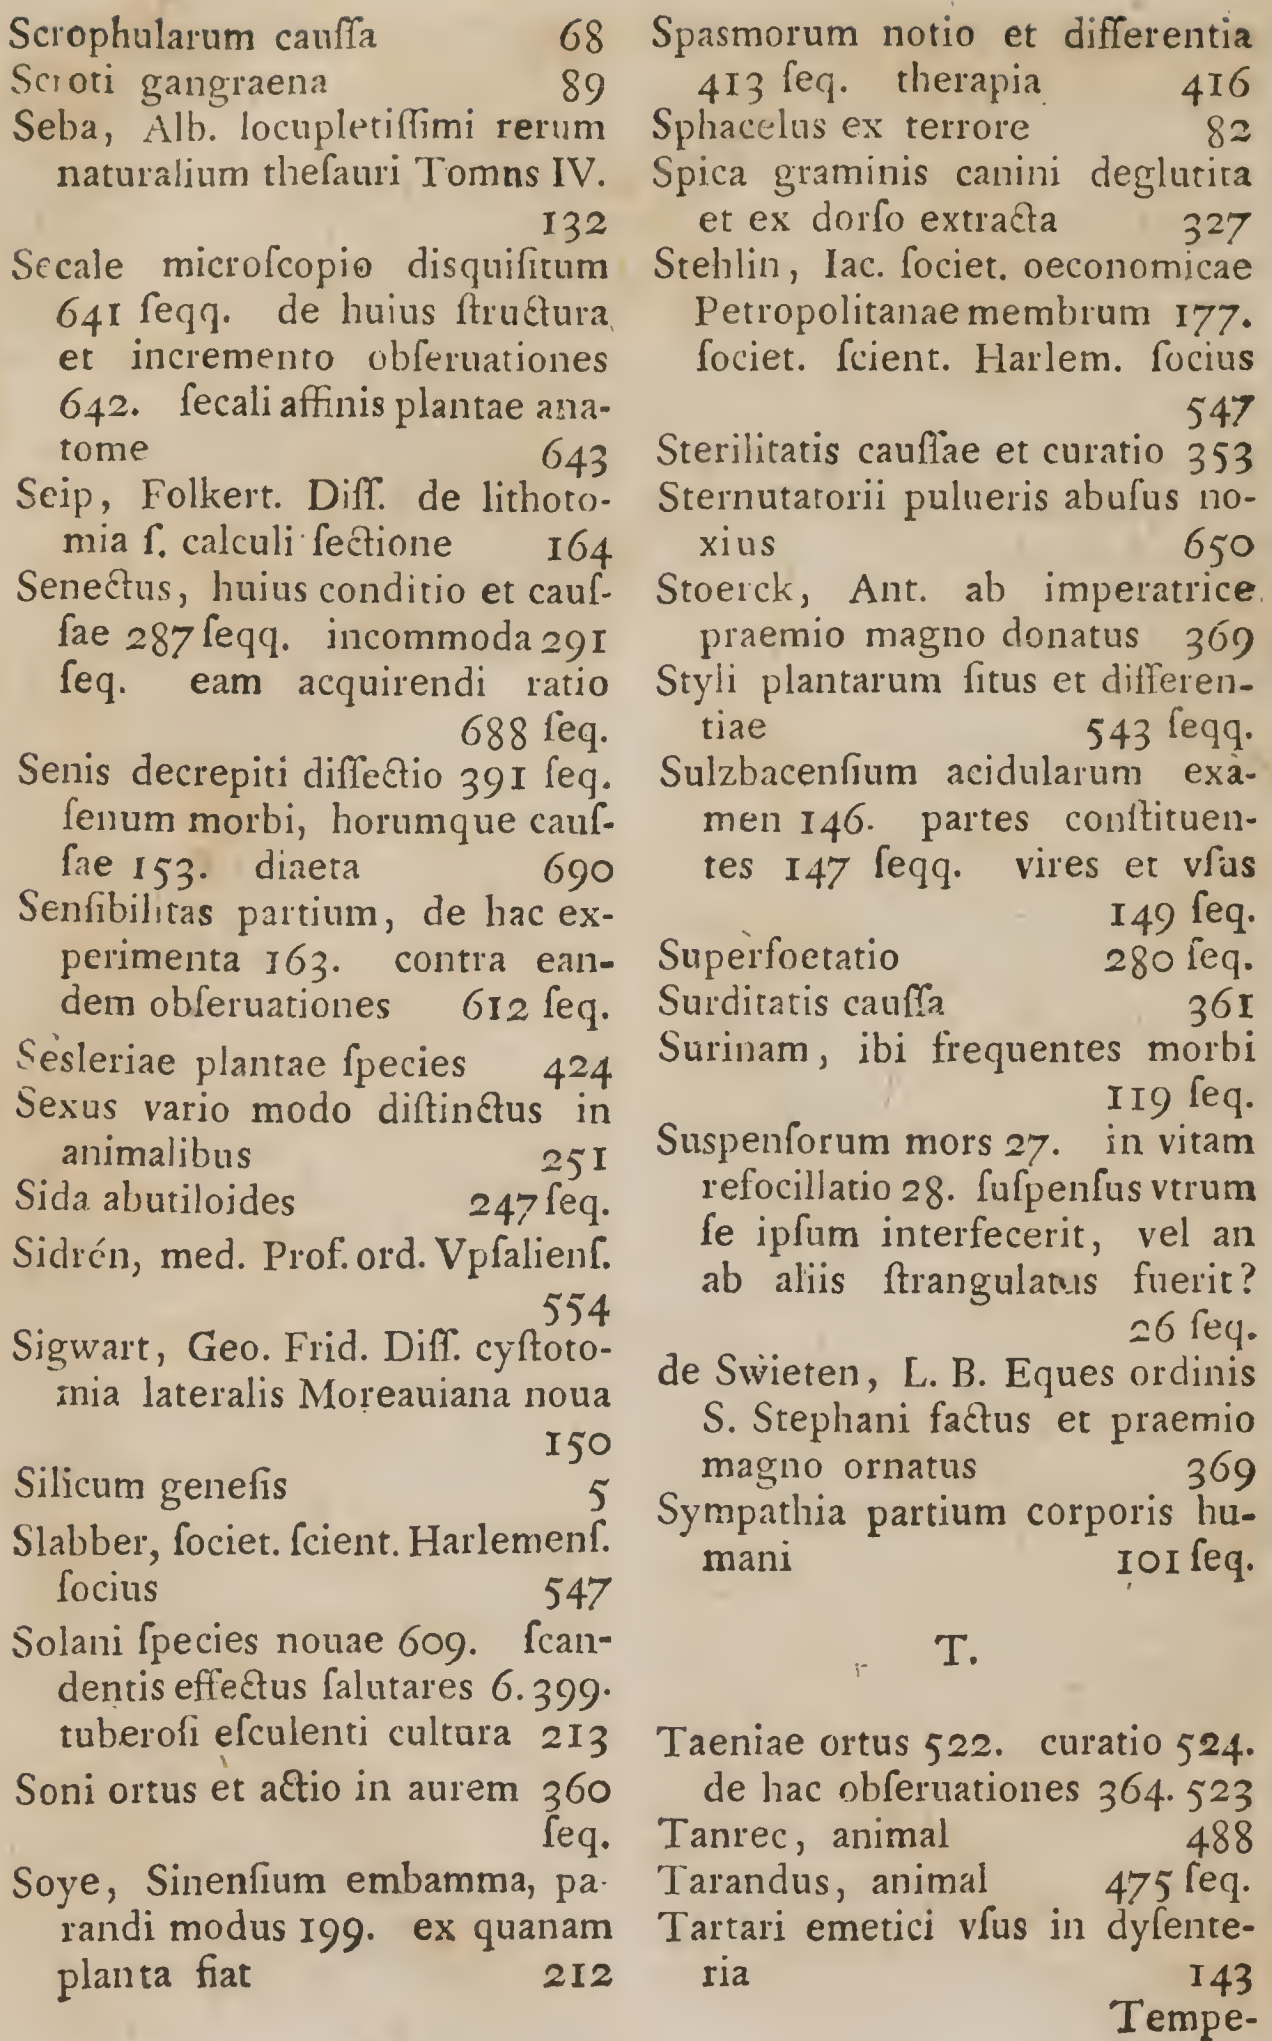 Scrophularum cauſſa 68
Scroti gangraena 89
Seba, Alb. locupletiſſimi rerum
naturalium theſauri Tomns IV.
132
Secale microſcopio disquiſitum
641 ſeqq. de huius ſtructura
et incremento obſeruationes
642. ſecali affinis plantae ana-
tome 643
Seip, Folkert. Diſſ. de lithoto-
mia ſ. calculi ſectione 164
Senectus, huius conditio et cauſ-
ſae 287 ſeqq. incommoda 291
ſeq. eam acquirendi ratio
688 ſeq.
Senis decrepiti diſſectio 391 ſeq.
ſenum morbi, horumque cauſ-
ſae 153. diaeta 690
Senſibilitas partium, de hac ex-
perimenta 163. contra ean-
dem obſeruationes 612 ſeq.
Sesleriae plantae ſpecies 424
Sexus vario modo diſtinctus in
animalibus 251
Sida abutiloides 247 ſeq.
Sidrén, med. Prof. ord. Vpſalienſ.
554
Sigwart, Geo. Frid. Diſſ. cyſtoto-
mia lateralis Moreauiana noua
150
Silicum geneſis 5
Slabber, ſociet. ſcient. Harlemenſ.
ſocius 547
Solani ſpecies nouae 609. ſcan-
dentis effectus ſalutares 6. 399.
tuberoſi eſculenti cultura 213
Soni ortus et actio in aurem 360
ſeq.
Soye, Sinenſium embamma, pa-
randi modus 199. ex quanam
planta fiat 212
Spasmorum notio et differentia
413 ſeq. therapia 416
Sphacelus ex terrore 82
Spica graminis canini deglutita
et ex dorſo extracta 327
Stehlin, Iac. ſociet. oeconomicae
Petropolitanae membrum 177.
ſociet. ſcient. Harlem. ſocius
547
Sterilitatis cauſſae et curatio 353
Sternutatorii pulueris abuſus no-
xius 650
Stoerck, Ant. ab imperatrice
praemio magno donatus 369
Styli plantarum ſitus et differen-
tiae 543 ſeqq.
Sulzbacenſium acidularum exa-
men 146. partes conſtituen-
tes 147 ſeqq. vires et vſus
149 ſeq.
Superfoetatio 280 ſeq.
Surditatis cauſſa 361
Surinam, ibi frequentes morbi
119 ſeq.
Suspenſorum mors 27. in vitam
refocillatio 28. ſuſpenſus vtrum
ſe ipſum interfecerit, vel an
ab aliis ſtrangulatus fuerit?
26 ſeq.
de Swieten, L. B. Eques ordinis
S. Stephani factus et praemio
magno ornatus 369
Sympathia partium corporis hu-
mani 101 ſeq.
T.
Taeniae ortus 522. curatio 524.
de hac obſeruationes 364. 523
Tanrec, animal 488
Tarandus, animal 475 ſeq.
Tartari emetici vſus in dyſente-
ria 143
Tempe-